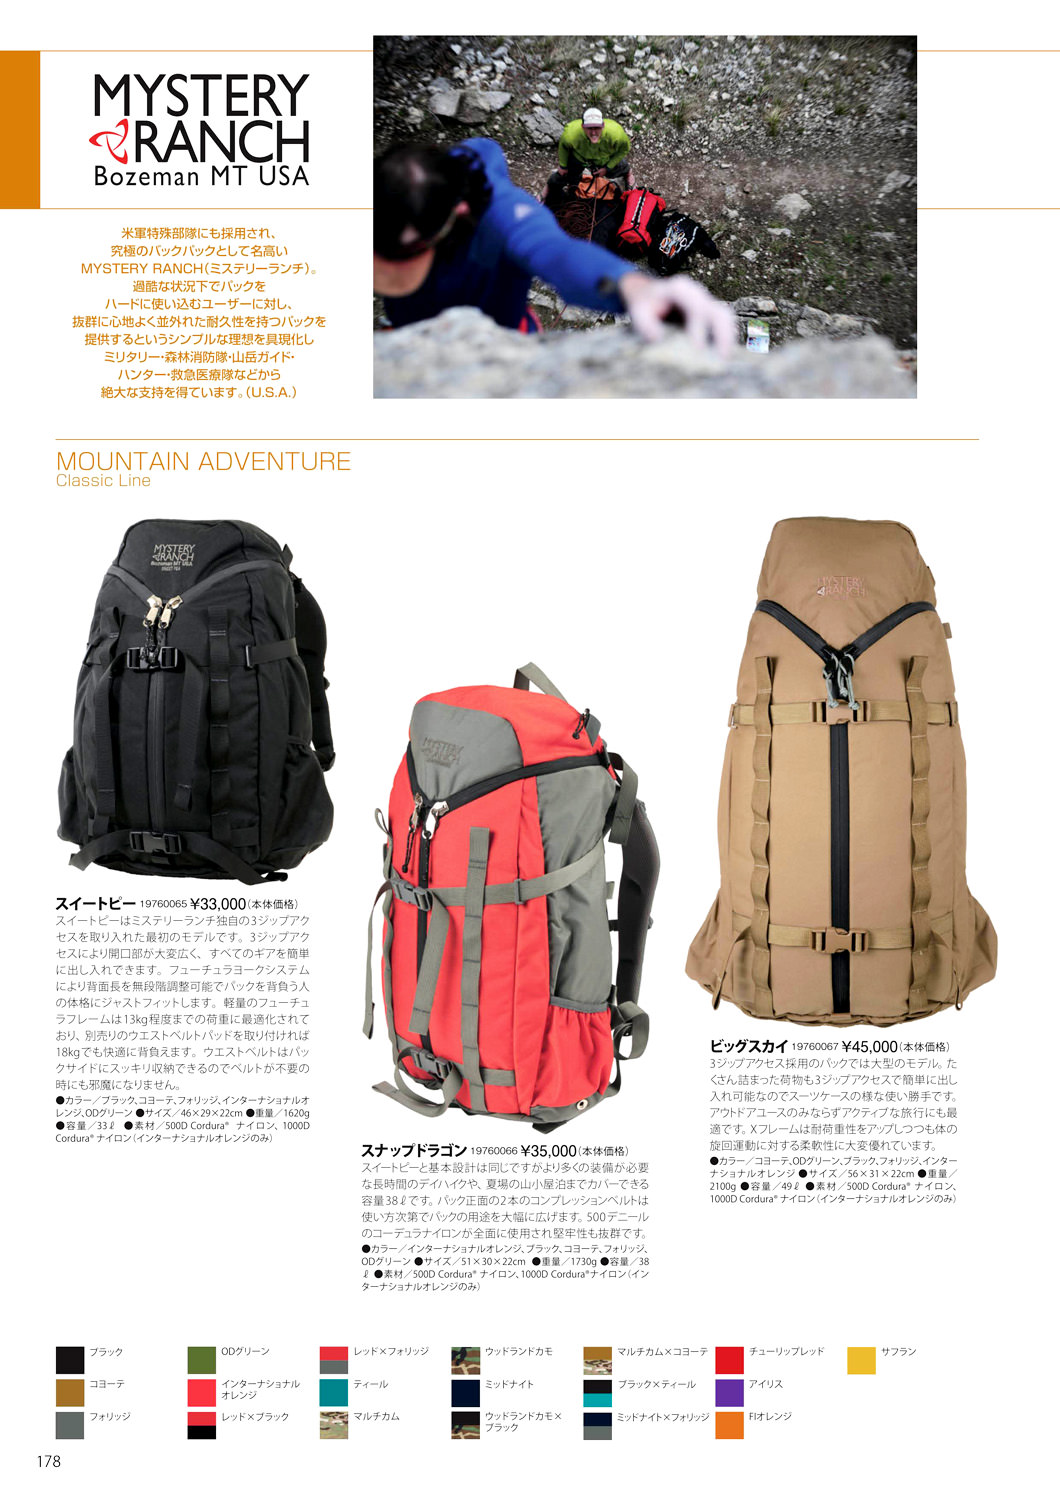 MYSTERY
RANCH
Bozeman MT USA
米軍特殊部隊にも採用され、
究極のバックパックとして名高い
MYSTERY RANCH(ミステリーランチ)。
過酷な状況下でパックを
ハードに使い込むユーザーに対し、
抜群に心地よく並外れた耐久性を持つパックを
提供するというシンプルな理想を具現化し
ミリタリー・森林消防隊・山岳ガイド・
ハンター・救急医療隊などから
絶大な支持を得ています。(U.S.A.)
MOUNTAIN ADVENTURE
Classic Line
MYSTERY
RANCH
Bozeman MT USA
スイートピー 19760065 ¥33,000(本体価格)
スイートピーはミステリーランチ独自の3ジップアク
セスを取り入れた最初のモデルです。3ジップアク
セスにより開口部が大変広く、すべてのギアを簡単
に出し入れできます。フューチュラヨークシステム
により背面長を無段階調整可能でパックを背負う人
の体格にジャストフィットします。軽量のフューチュ
ラフレームは13kg程度までの荷重に最適化されて
おり、別売りのウエストベルトパッドを取り付ければ
18kgでも快適に背負えます。ウエストベルトはパッ
クサイドにスッキリ収納できるのでベルトが不要の
時にも邪魔になりません。
●カラー/ブラック、コヨーテ、フォリッジ、インターナショナルオ
レンジ、ODグリーン ●サイズ/46×29×22cm ●重量/1620g
●容量/33ℓ ●素材/500D Cordura® ナイロン、1000D
Cordura® ナイロン(インターナショナルオレンジのみ)
MYSTERY
RANCH
スナップドラゴン 19760066 ¥35,000(本体価格)
スイートピーと基本設計は同じですがより多くの装備が必要
な長時間のデイハイクや、夏場の山小屋泊までカバーできる
容量38ℓです。パック正面の2本のコンプレッションベルトは
使い方次第でパックの用途を大幅に広げます。500デニール
のコーデュラナイロンが全面に使用され堅牢性も抜群です。
●カラー/インターナショナルオレンジ、ブラック、コヨーテ、フォリッジ、
ODグリーン ●サイズ/51×30×22cm ●重量/1730g ●容量/38
ℓ ●素材/500D Cordura® ナイロン、1000D Cordura®ナイロン(イン
ターナショナルオレンジのみ)
MYSTERY
RANCH
ビッグスカイ 19760067 ¥45,000(本体価格)
3ジップアクセス採用のパックでは大型のモデル。た
くさん詰まった荷物も3ジップアクセスで簡単に出し
入れ可能なのでスーツケースの様な使い勝手です。
アウトドアユースのみならずアクティブな旅行にも最
適です。Xフレームは耐荷重性をアップしつつも体の
旋回運動に対する柔軟性に大変優れています。
●カラー/コヨーテ、ODグリーン、ブラック、フォリッジ、インター
ナショナルオレンジ ●サイズ/56×31×22cm ●重量/
2100g ●容量/49ℓ ●素材/500D Cordura® ナイロン、
1000D Cordura® ナイロン(インターナショナルオレンジのみ)
ブラック
コヨーテ
フォリッジ
ODグリーン
インターナショナル
オレンジ
レッド×ブラック
レッド×フォリッジ
ティール
マルチカム
ウッドランドカモ
ミッドナイト
ウッドランドカモ×
ブラック
マルチカム×コヨーテ
ブラック×ティール
ミッドナイト×フォリッジ
チューリップレッド
アイリス
FIオレンジ
サフラン
178